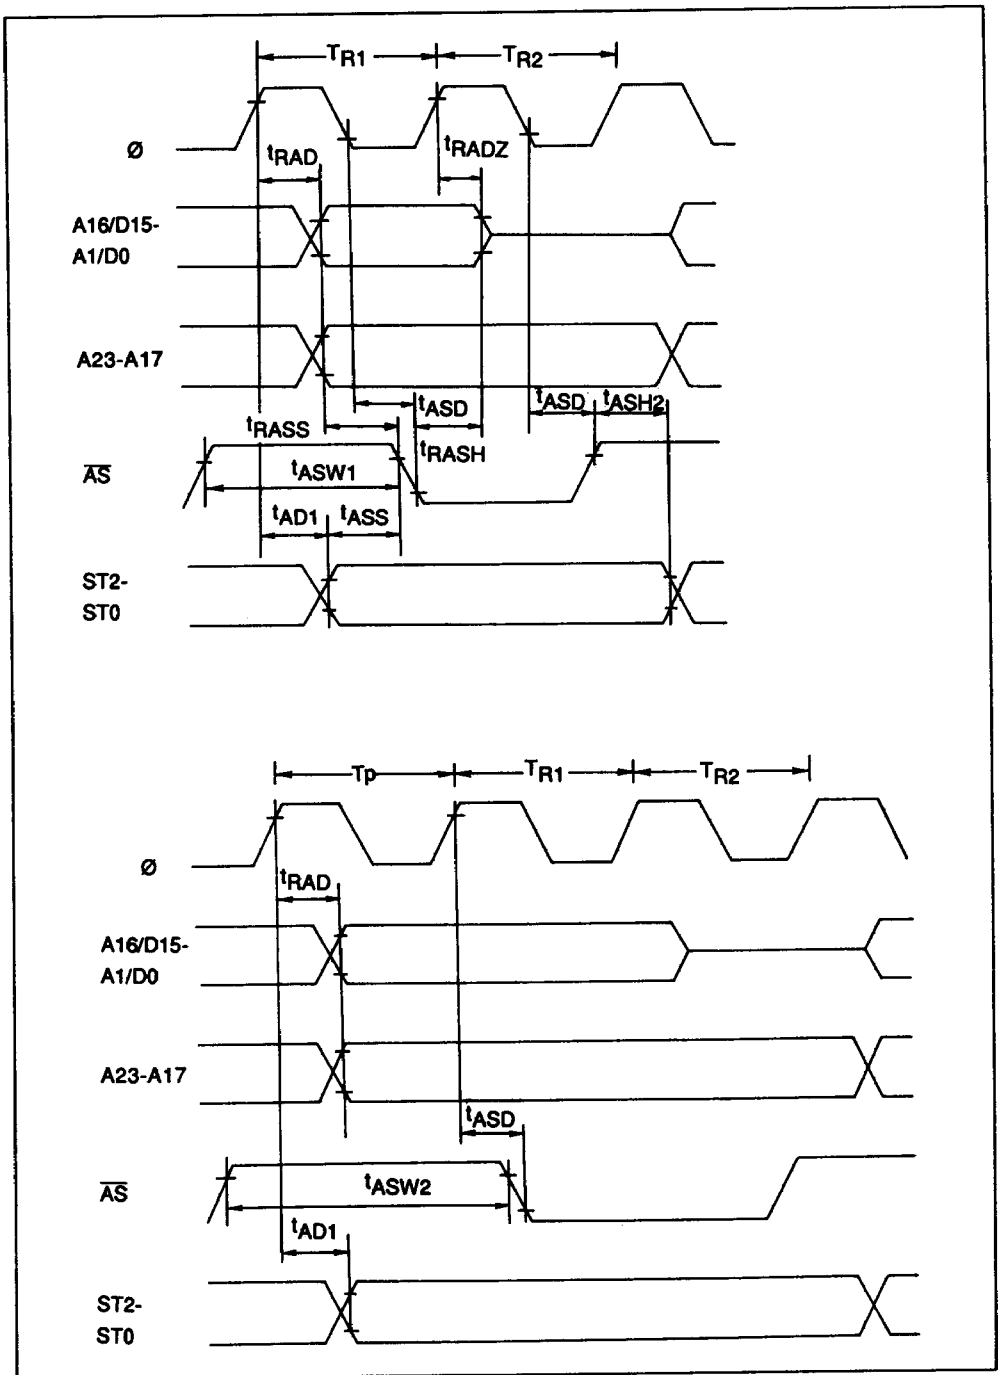 TR1 TR2
Ø
tRAD tRADZ
A16/D15-
A1/D0
A23-A17
tASD tASD tASH2
tRASS tRASH
AS
tASW1
tAD1 tASS
ST2-
ST0
Tp TR1 TR2
Ø
tRAD
A16/D15-
A1/D0
A23-A17
tASD
AS
tASW2
tAD1
ST2-
ST0